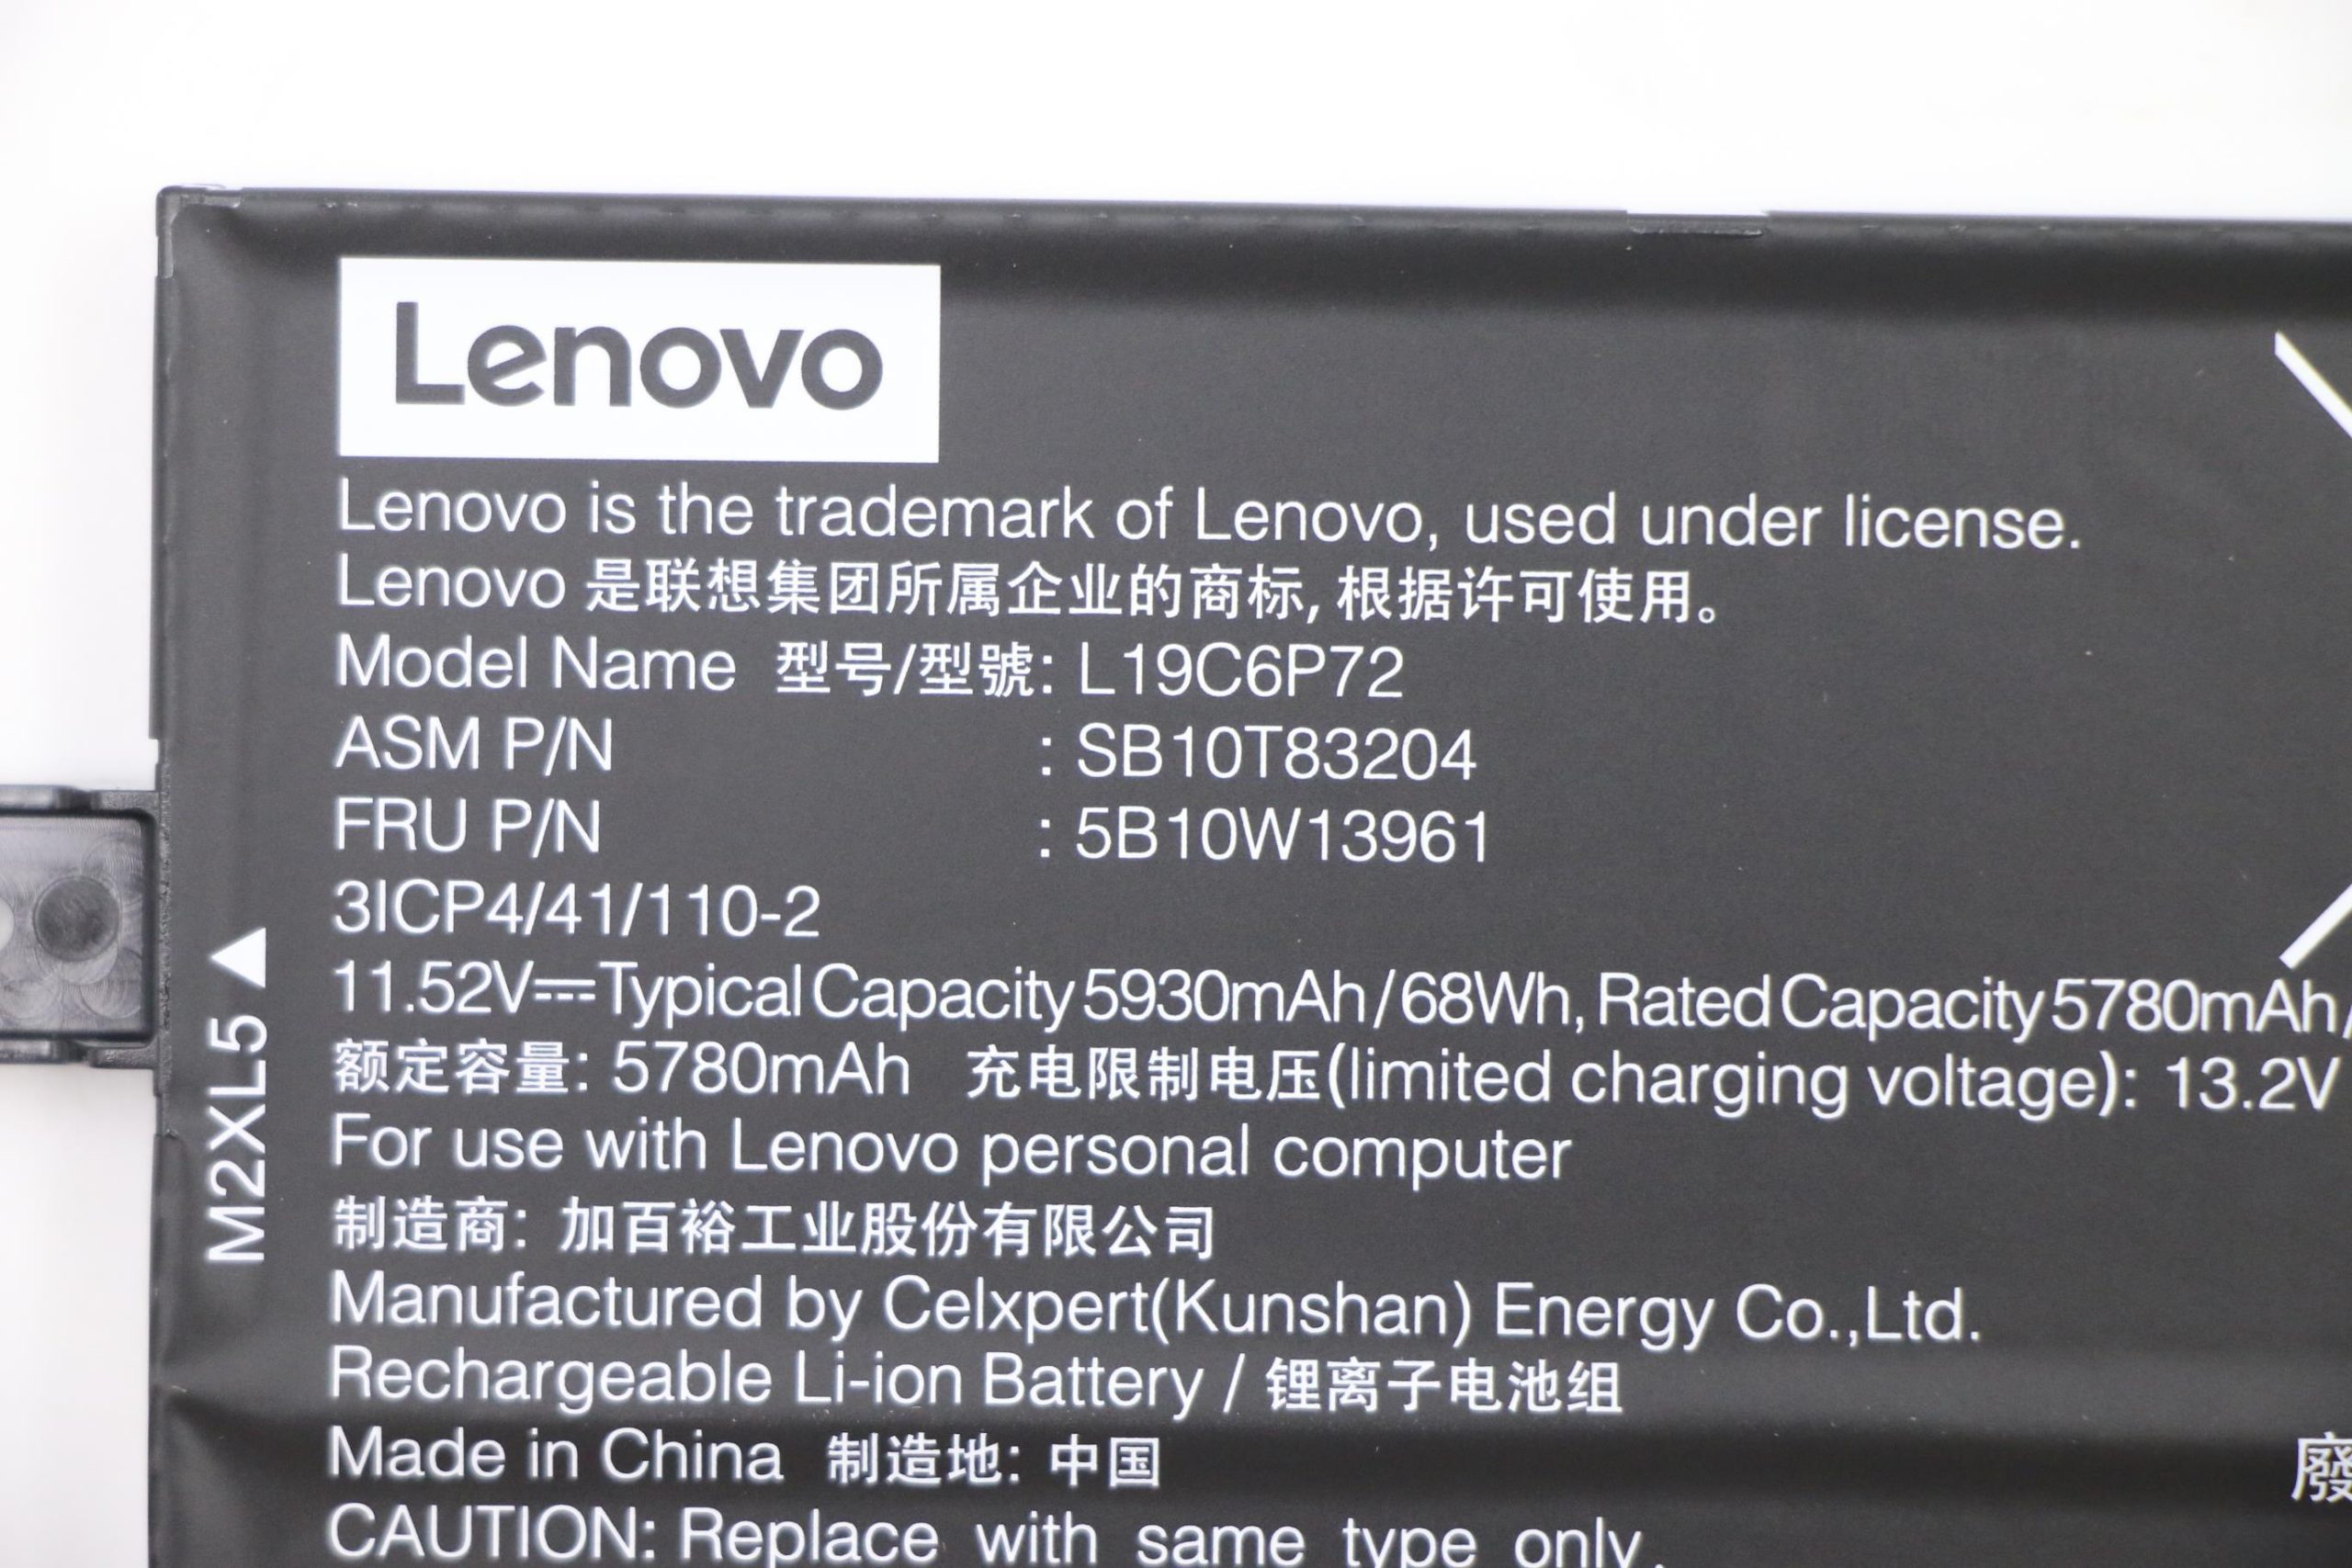 Lenovo
Lenovo is the trademark of Lenovo, used under license.
Lenovo 是联想集团所属企业的商标, 根据许可使用。
Model Name 型号/型號: L19C6P72
ASM P/N : SB10T83204
FRU P/N : 5B10W13961
3ICP4/41/110-2
11.52V⎓Typical Capacity 5930mAh/68Wh, Rated Capacity 5780mAh/
额定容量: 5780mAh 充电限制电压(limited charging voltage): 13.2V
For use with Lenovo personal computer
制造商: 加百裕工业股份有限公司
Manufactured by Celxpert(Kunshan) Energy Co.,Ltd.
Rechargeable Li-ion Battery / 锂离子电池组
Made in China 制造地: 中国
CAUTION: Replace with same type only.
M2XL5 ▲
廢